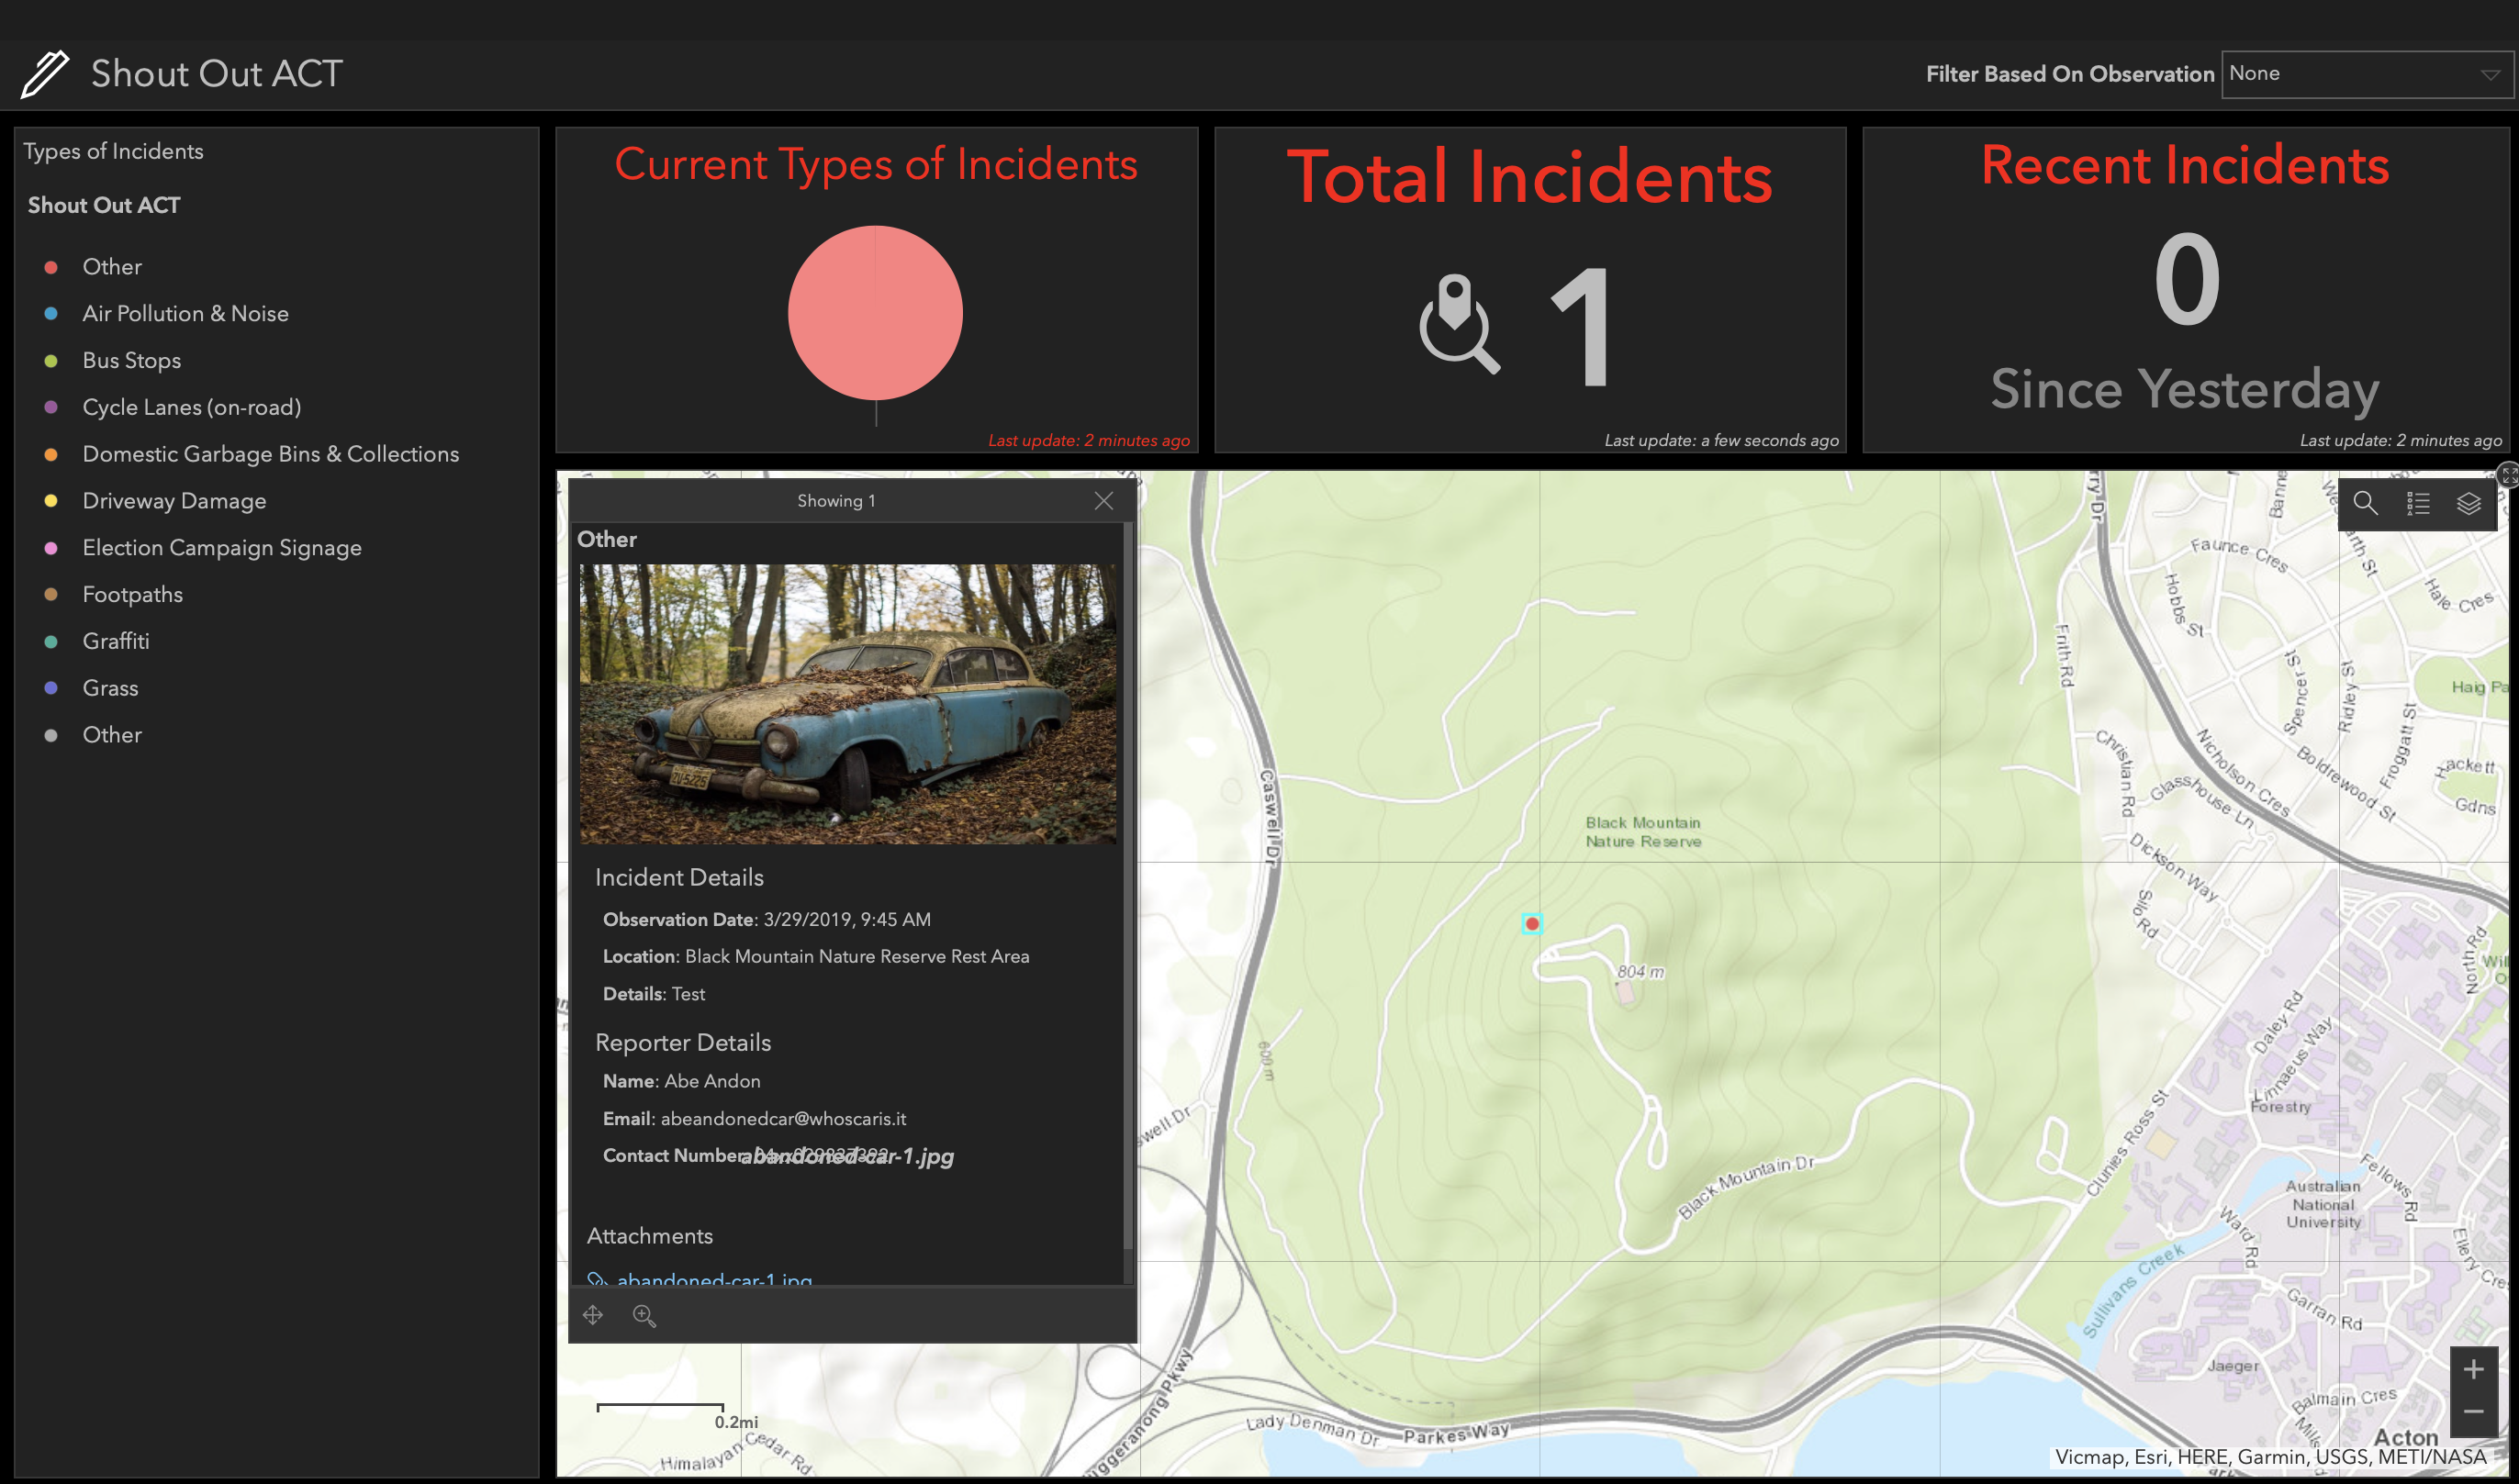 Shout Out ACT
Filter Based On Observation None
Types of Incidents
Shout Out ACT
Other
Air Pollution & Noise
Bus Stops
Cycle Lanes (on-road)
Domestic Garbage Bins & Collections
Driveway Damage
Election Campaign Signage
Footpaths
Graffiti
Grass
Other
Current Types of Incidents
Last update: 2 minutes ago
Total Incidents
1
Last update: a few seconds ago
Recent Incidents
0
Since Yesterday
Last update: 2 minutes ago
Showing 1
Other
Incident Details
Observation Date: 3/29/2019, 9:45 AM
Location: Black Mountain Nature Reserve Rest Area
Details: Test
Reporter Details
Name: Abe Andon
Email: abeandonedcar@whoscaris.it
Contact Number:
abandoned-car-1.jpg
Attachments
abandoned-car-1.jpg
0.2mi
Caswell Dr
Black Mountain
Nature Reserve
804 m
600 m
Black Mountain Dr
Lady Denman Dr
Parkes Way
Himalayan Cedar Rd
Frith Rd
Faunce Cres
Hobbs St
Hale Cres
Spencer St
Ridley St
Froggatt St
Boldrewood St
Nicholson Cres
Christian Rd
Glasshouse Ln
Dickson Way
Silo Rd
Hackett
Gdns
North Rd
Daley Rd
Linnaeus Way
Forestry
Clunies Ross St
Australian
National
University
Fellows Rd
Ward Rd
Sullivans Creek
Garran Rd
Jaeger
Balmain Cres
Acton
Vicmap, Esri, HERE, Garmin, USGS, METI/NASA